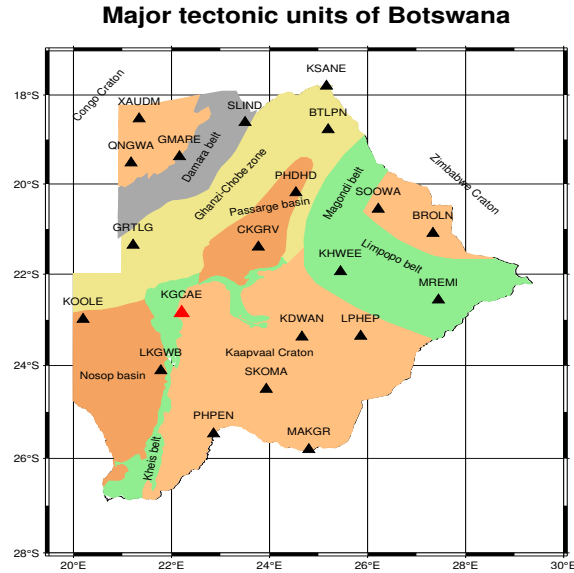 Major tectonic units of Botswana
KSANE
18°S
Congo Craton
XAUDM
SLIND
BTLPN
GMARE
QNGWA
Damara belt
Ghanzi-Chobe zone
Zimbabwe Craton
PHDHD
Magondi belt
20°S
SOOWA
Passarge basin
BROLN
GRTLG
CKGRV
KHWEE
Limpopo belt
22°S
MREMI
KOOLE
KGCAE
KDWAN
LPHEP
LKGWB
Kaapvaal Craton
24°S
SKOMA
Nosop basin
PHPEN
MAKGR
26°S
Kheis belt
28°S
20°E
22°E
24°E
26°E
28°E
30°E